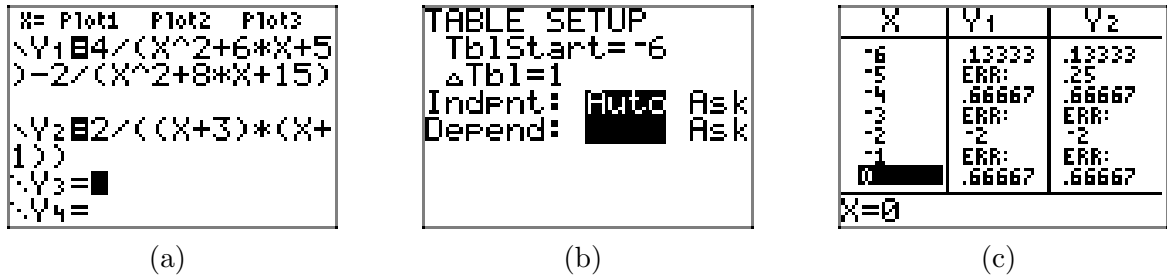 X= Plot1 Plot2 Plot3
\Y1=4/(X^2+6*X+5
)-2/(X^2+8*X+15)
\Y2=2/((X+3)*(X+
1))
\Y3=
\Y4=
(a)
TABLE SETUP
TblStart=-6
△Tbl=1
Indpnt: Auto Ask
Depend: Ask
(b)
X Y1 Y2
-6 .13333 .13333
-5 ERR: .25
-4 .66667 .66667
-3 ERR: ERR:
-2 -2 -2
-1 ERR: ERR:
0 .66667 .66667
X=0
(c)